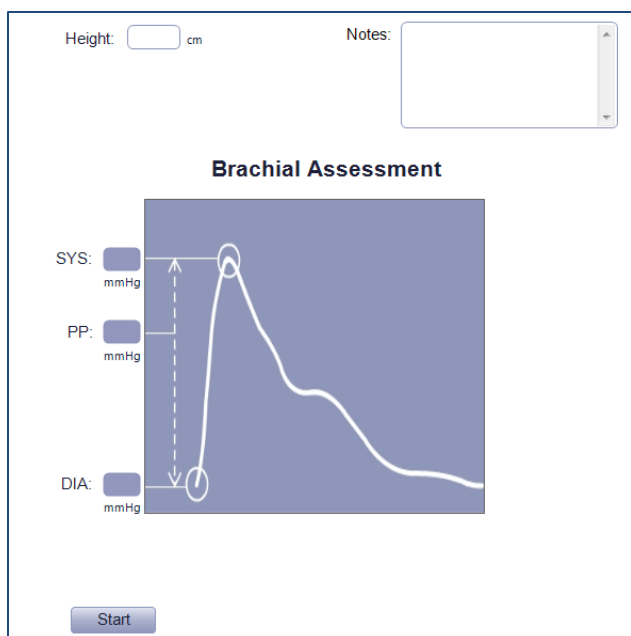 Height: cm Notes:
Brachial Assessment
SYS:
mmHg
PP:
mmHg
DIA:
mmHg
Start